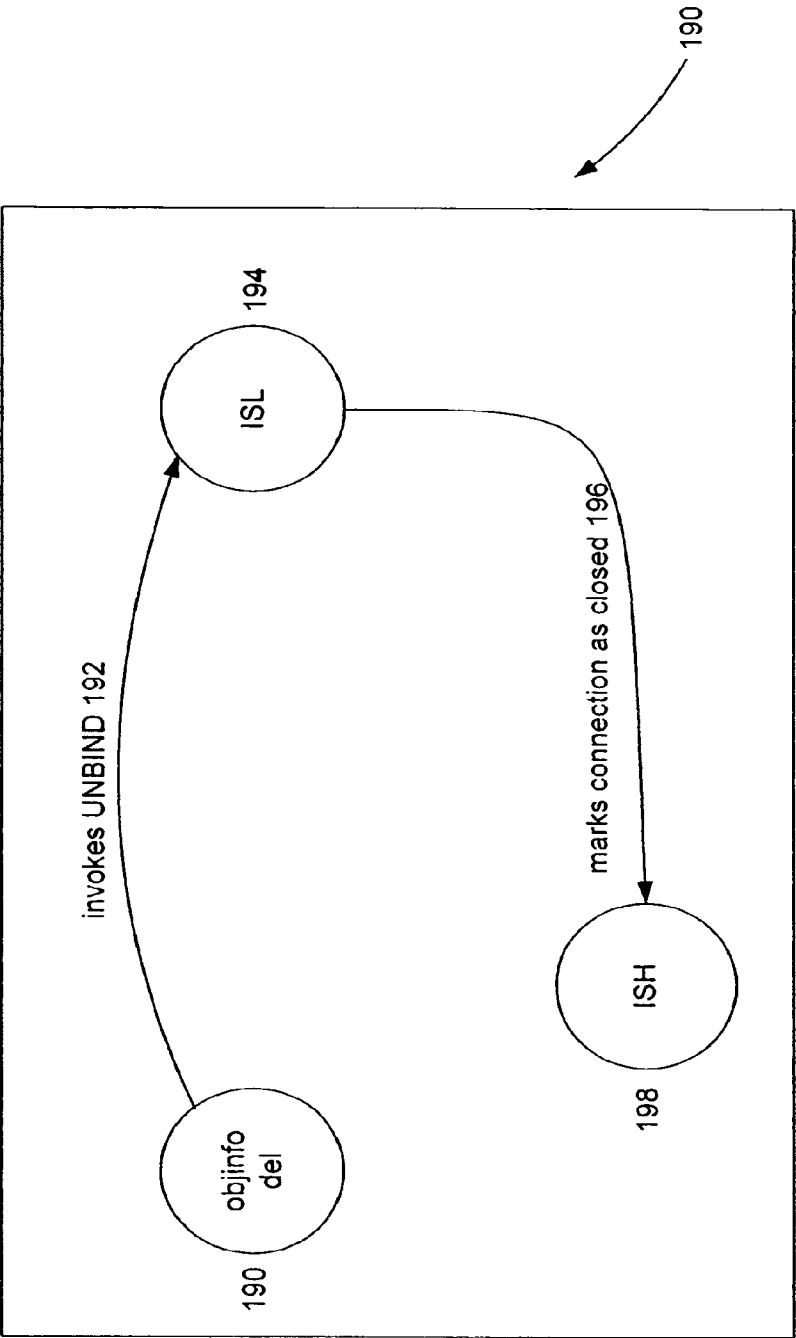 190
invokes UNBIND 192
194
ISL
objinfo
del
190
marks connection as closed 196
ISH
198